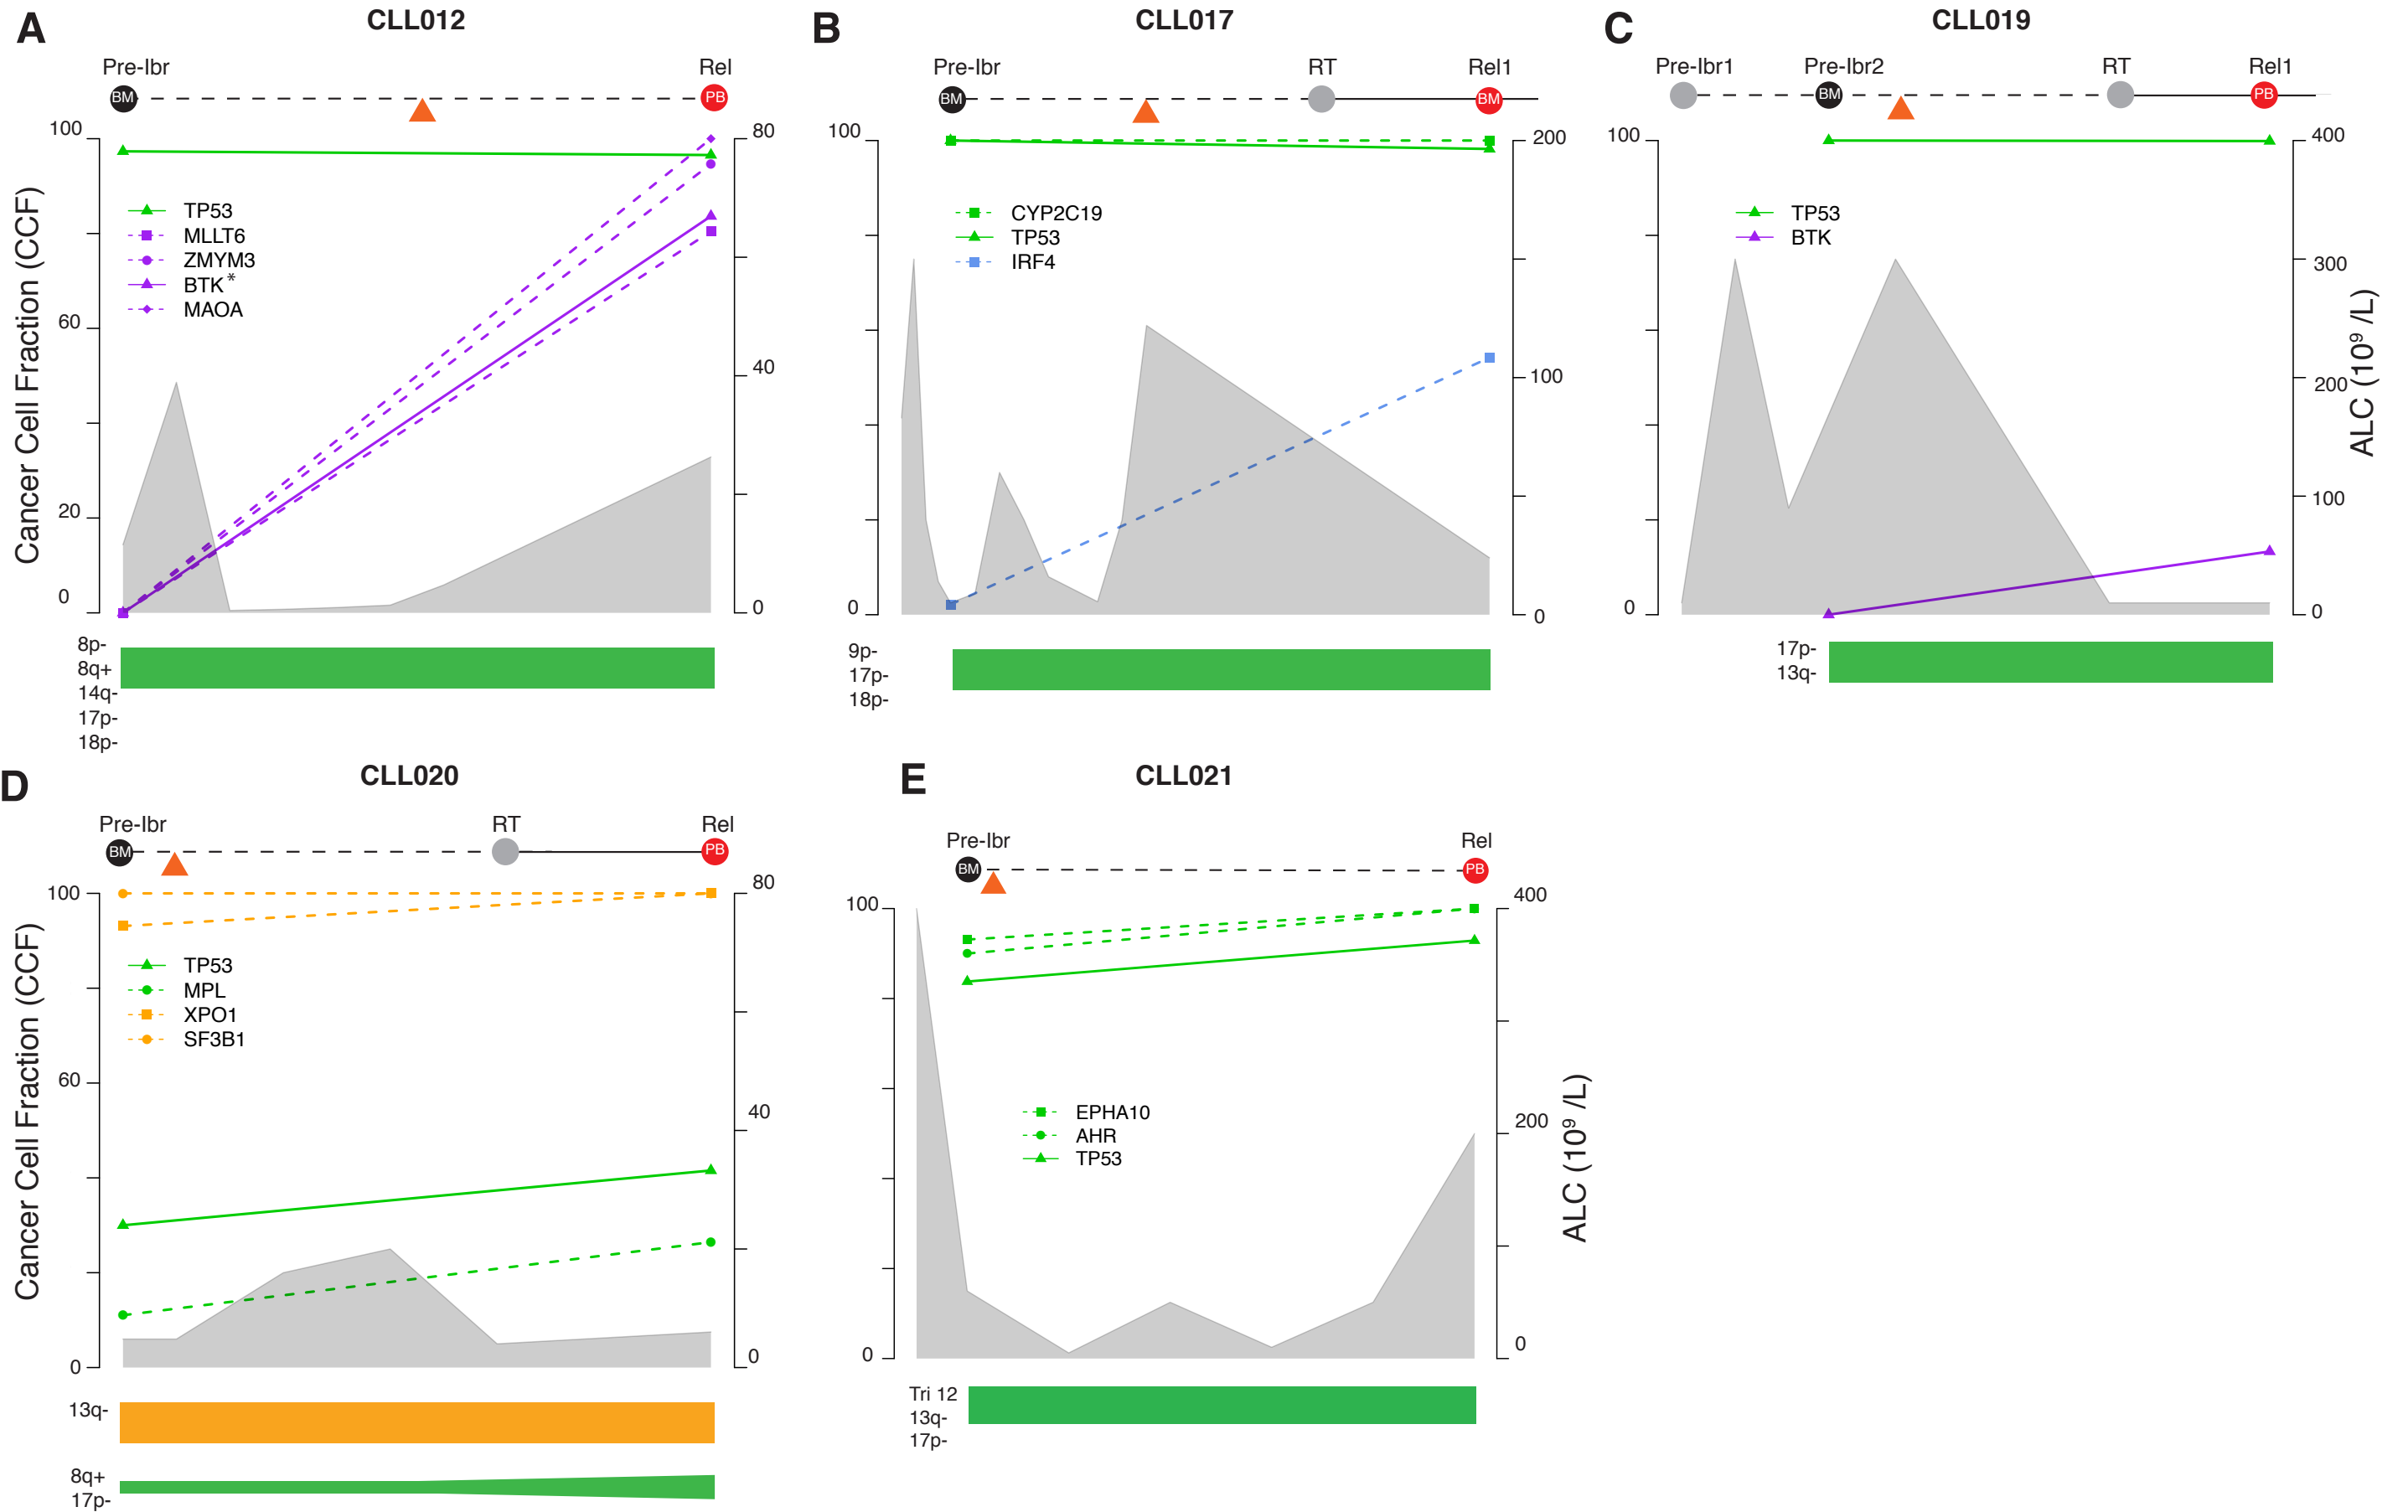 A
CLL012
Pre-Ibr
Rel
BM
PB
Cancer Cell Fraction (CCF)
100
60
20
0
80
40
0
TP53
MLLT6
ZMYM3
BTK*
MAOA
8p-
8q+
14q-
17p-
18p-
B
CLL017
Pre-Ibr
RT
Rel1
BM
BM
100
0
200
100
0
CYP2C19
TP53
IRF4
9p-
17p-
18p-
C
CLL019
Pre-Ibr1
Pre-Ibr2
RT
Rel1
BM
PB
100
0
400
300
200
100
0
ALC (10⁹ /L)
TP53
BTK
17p-
13q-
D
CLL020
Pre-Ibr
RT
Rel
BM
PB
Cancer Cell Fraction (CCF)
100
60
0
80
40
0
TP53
MPL
XPO1
SF3B1
13q-
8q+
17p-
E
CLL021
Pre-Ibr
Rel
BM
PB
100
0
400
200
0
ALC (10⁹ /L)
EPHA10
AHR
TP53
Tri 12
13q-
17p-